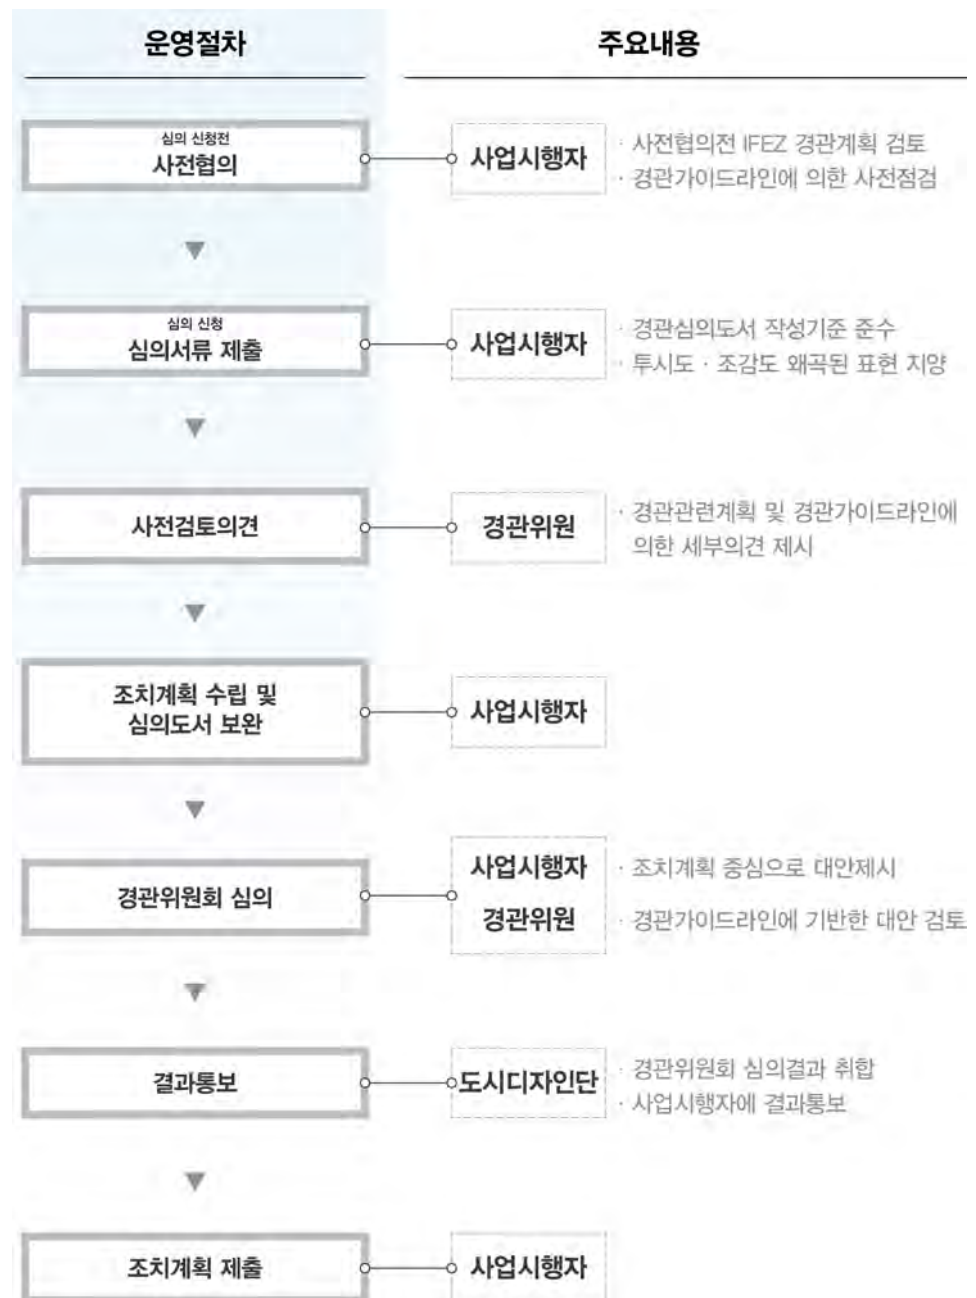 운영절차
주요내용
심의 신청전
사전협의
사업시행자
· 사전협의전 IFEZ 경관계획 검토
· 경관가이드라인에 의한 사전점검
심의 신청
심의서류 제출
사업시행자
· 경관심의도서 작성기준 준수
· 투시도 · 조감도 왜곡된 표현 지양
사전검토의견
경관위원
· 경관관련계획 및 경관가이드라인에
의한 세부의견 제시
조치계획 수립 및
심의도서 보완
사업시행자
경관위원회 심의
사업시행자
· 조치계획 중심으로 대안제시
경관위원
· 경관가이드라인에 기반한 대안 검토
결과통보
도시디자인단
· 경관위원회 심의결과 취합
· 사업시행자에 결과통보
조치계획 제출
사업시행자